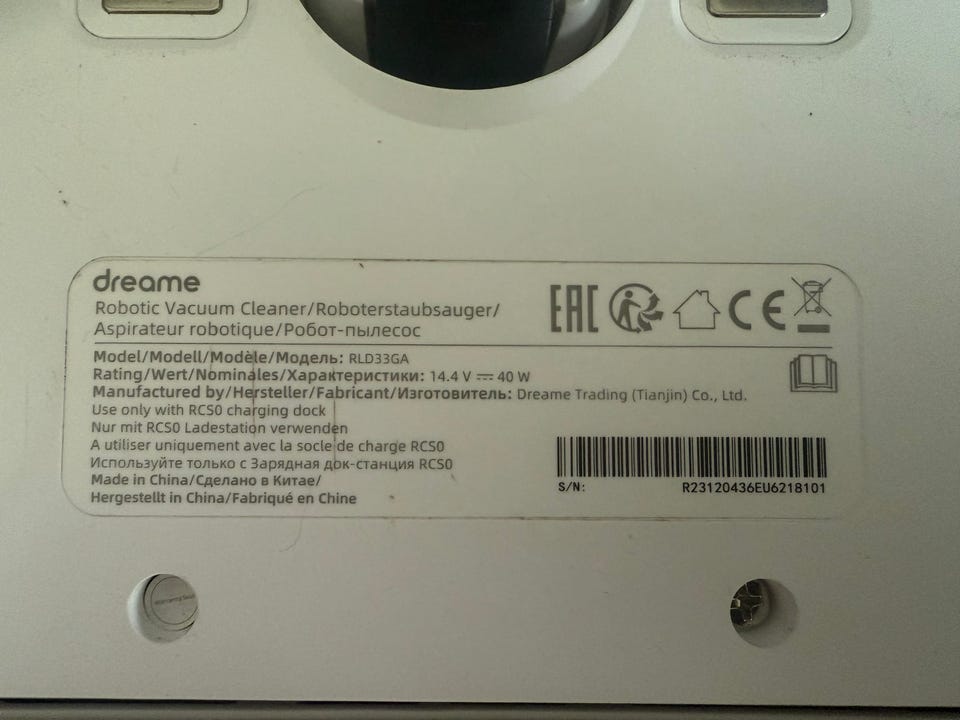 dreame
Robotic Vacuum Cleaner/Roboterstaubsauger/
Aspirateur robotique/Робот-пылесос
EAC
CE
Model/Modell/Modèle/Модель: RLD33GA
Rating/Wert/Nominales/Характеристики: 14.4 V ⎓ 40 W
Manufactured by/Hersteller/Fabricant/Изготовитель: Dreame Trading (Tianjin) Co., Ltd.
Use only with RCS0 charging dock
Nur mit RCS0 Ladestation verwenden
A utiliser uniquement avec la socle de charge RCS0
Используйте только с Зарядная док-станция RCS0
Made in China/Сделано в Китае/
Hergestellt in China/Fabriqué en Chine
S/N: R23120436EU6218101